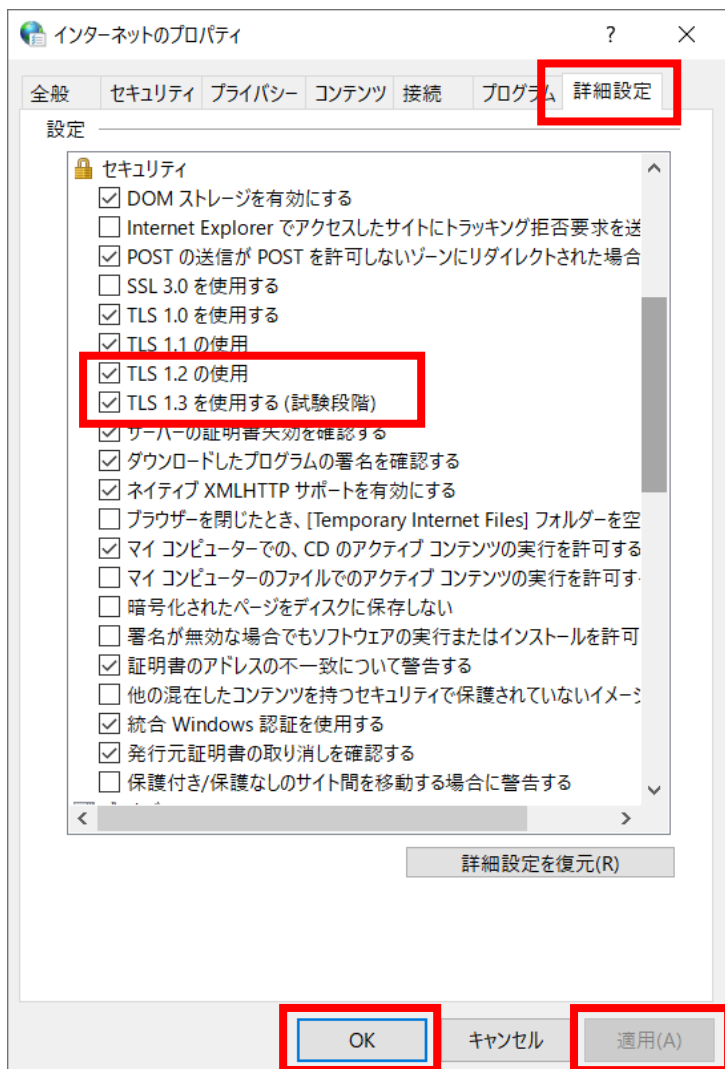 インターネットのプロパティ
?
全般 セキュリティ プライバシー コンテンツ 接続 プログラム 詳細設定
設定
セキュリティ
DOM ストレージを有効にする
Internet Explorer でアクセスしたサイトにトラッキング拒否要求を送
POST の送信が POST を許可しないゾーンにリダイレクトされた場合
SSL 3.0 を使用する
TLS 1.0 を使用する
TLS 1.1 の使用
TLS 1.2 の使用
TLS 1.3 を使用する (試験段階)
サーバーの証明書失効を確認する
ダウンロードしたプログラムの署名を確認する
ネイティブ XMLHTTP サポートを有効にする
ブラウザーを閉じたとき、[Temporary Internet Files] フォルダーを空
マイ コンピューターでの、CD のアクティブ コンテンツの実行を許可する
マイ コンピューターのファイルでのアクティブ コンテンツの実行を許可す
暗号化されたページをディスクに保存しない
署名が無効な場合でもソフトウェアの実行またはインストールを許可
証明書のアドレスの不一致について警告する
他の混在したコンテンツを持つセキュリティで保護されていないイメージ
統合 Windows 認証を使用する
発行元証明書の取り消しを確認する
保護付き/保護なしのサイト間を移動する場合に警告する
詳細設定を復元(R)
OK キャンセル 適用(A)